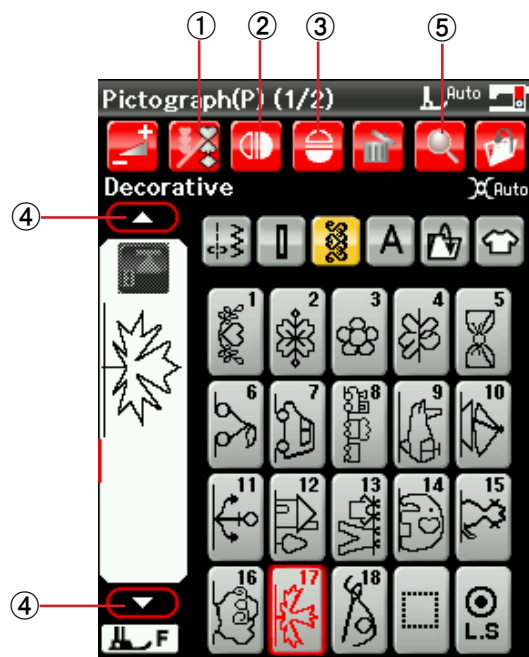 ① ② ③ ⑤
Pictograph(P) (1/2) Auto
Decorative Auto
④
A
1 2 3 4 5
6 7 8 9 10
11 12 13 14 15
16 17 18 L.S
④
F